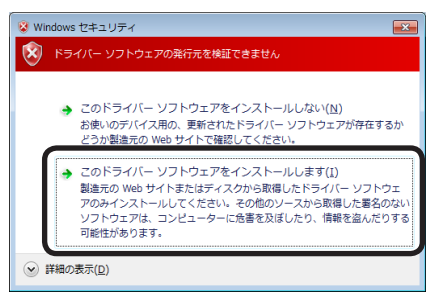 Windows セキュリティ
ドライバー ソフトウェアの発行元を検証できません
このドライバー ソフトウェアをインストールしない(N)
お使いのデバイス用の、更新されたドライバー ソフトウェアが存在するか
どうか製造元の Web サイトで確認してください。
このドライバー ソフトウェアをインストールします(I)
製造元の Web サイトまたはディスクから取得したドライバー ソフトウェ
アのみインストールしてください。その他のソースから取得した署名のない
ソフトウェアは、コンピューターに危害を及ぼしたり、情報を盗んだりする
可能性があります。
詳細の表示(D)